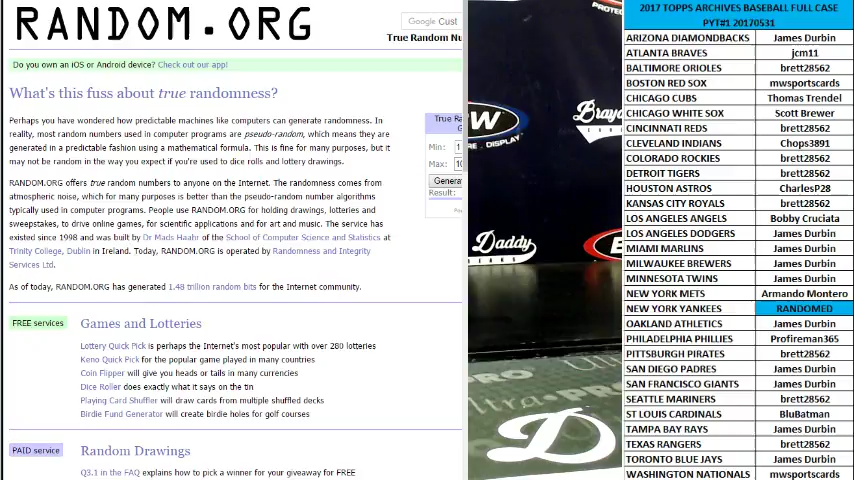 RANDOM.ORG
Google Cust
True Random Nu
Do you own an iOS or Android device? Check out our app!
What's this fuss about true randomness?
Perhaps you have wondered how predictable machines like computers can generate randomness. In
reality, most random numbers used in computer programs are pseudo-random, which means they are
generated in a predictable fashion using a mathematical formula. This is fine for many purposes, but it
may not be random in the way you expect if you're used to dice rolls and lottery drawings.
RANDOM.ORG offers true random numbers to anyone on the Internet. The randomness comes from
atmospheric noise, which for many purposes is better than the pseudo-random number algorithms
typically used in computer programs. People use RANDOM.ORG for holding drawings, lotteries and
sweepstakes, to drive online games, for scientific applications and for art and music. The service has
existed since 1998 and was built by Dr Mads Haahr of the School of Computer Science and Statistics at
Trinity College, Dublin in Ireland. Today, RANDOM.ORG is operated by Randomness and Integrity
Services Ltd.
As of today, RANDOM.ORG has generated 1.48 trillion random bits for the Internet community.
FREE services
Games and Lotteries
Lottery Quick Pick is perhaps the Internet's most popular with over 280 lotteries
Keno Quick Pick for the popular game played in many countries
Coin Flipper will give you heads or tails in many currencies
Dice Roller does exactly what it says on the tin
Playing Card Shuffler will draw cards from multiple shuffled decks
Birdie Fund Generator will create birdie holes for golf courses
PAID service
Random Drawings
Q3.1 in the FAQ explains how to pick a winner for your giveaway for FREE
True Ra
Min: 1
Max: 10
Generat
Result:
PROTE
W
RE . DISPLAY
Bray
Daddy
PRO
D
2017 TOPPS ARCHIVES BASEBALL FULL CASE
PYT#1 20170531
ARIZONA DIAMONDBACKS James Durbin
ATLANTA BRAVES jcm11
BALTIMORE ORIOLES brett28562
BOSTON RED SOX mwsportscards
CHICAGO CUBS Thomas Trendel
CHICAGO WHITE SOX Scott Brewer
CINCINNATI REDS brett28562
CLEVELAND INDIANS Chops3891
COLORADO ROCKIES brett28562
DETROIT TIGERS brett28562
HOUSTON ASTROS CharlesP28
KANSAS CITY ROYALS brett28562
LOS ANGELES ANGELS Bobby Cruciata
LOS ANGELES DODGERS James Durbin
MIAMI MARLINS James Durbin
MILWAUKEE BREWERS James Durbin
MINNESOTA TWINS James Durbin
NEW YORK METS Armando Montero
NEW YORK YANKEES RANDOMED
OAKLAND ATHLETICS James Durbin
PHILADELPHIA PHILLIES Profireman365
PITTSBURGH PIRATES brett28562
SAN DIEGO PADRES James Durbin
SAN FRANCISCO GIANTS James Durbin
SEATTLE MARINERS brett28562
ST LOUIS CARDINALS BluBatman
TAMPA BAY RAYS James Durbin
TEXAS RANGERS brett28562
TORONTO BLUE JAYS James Durbin
WASHINGTON NATIONALS mwsportscards